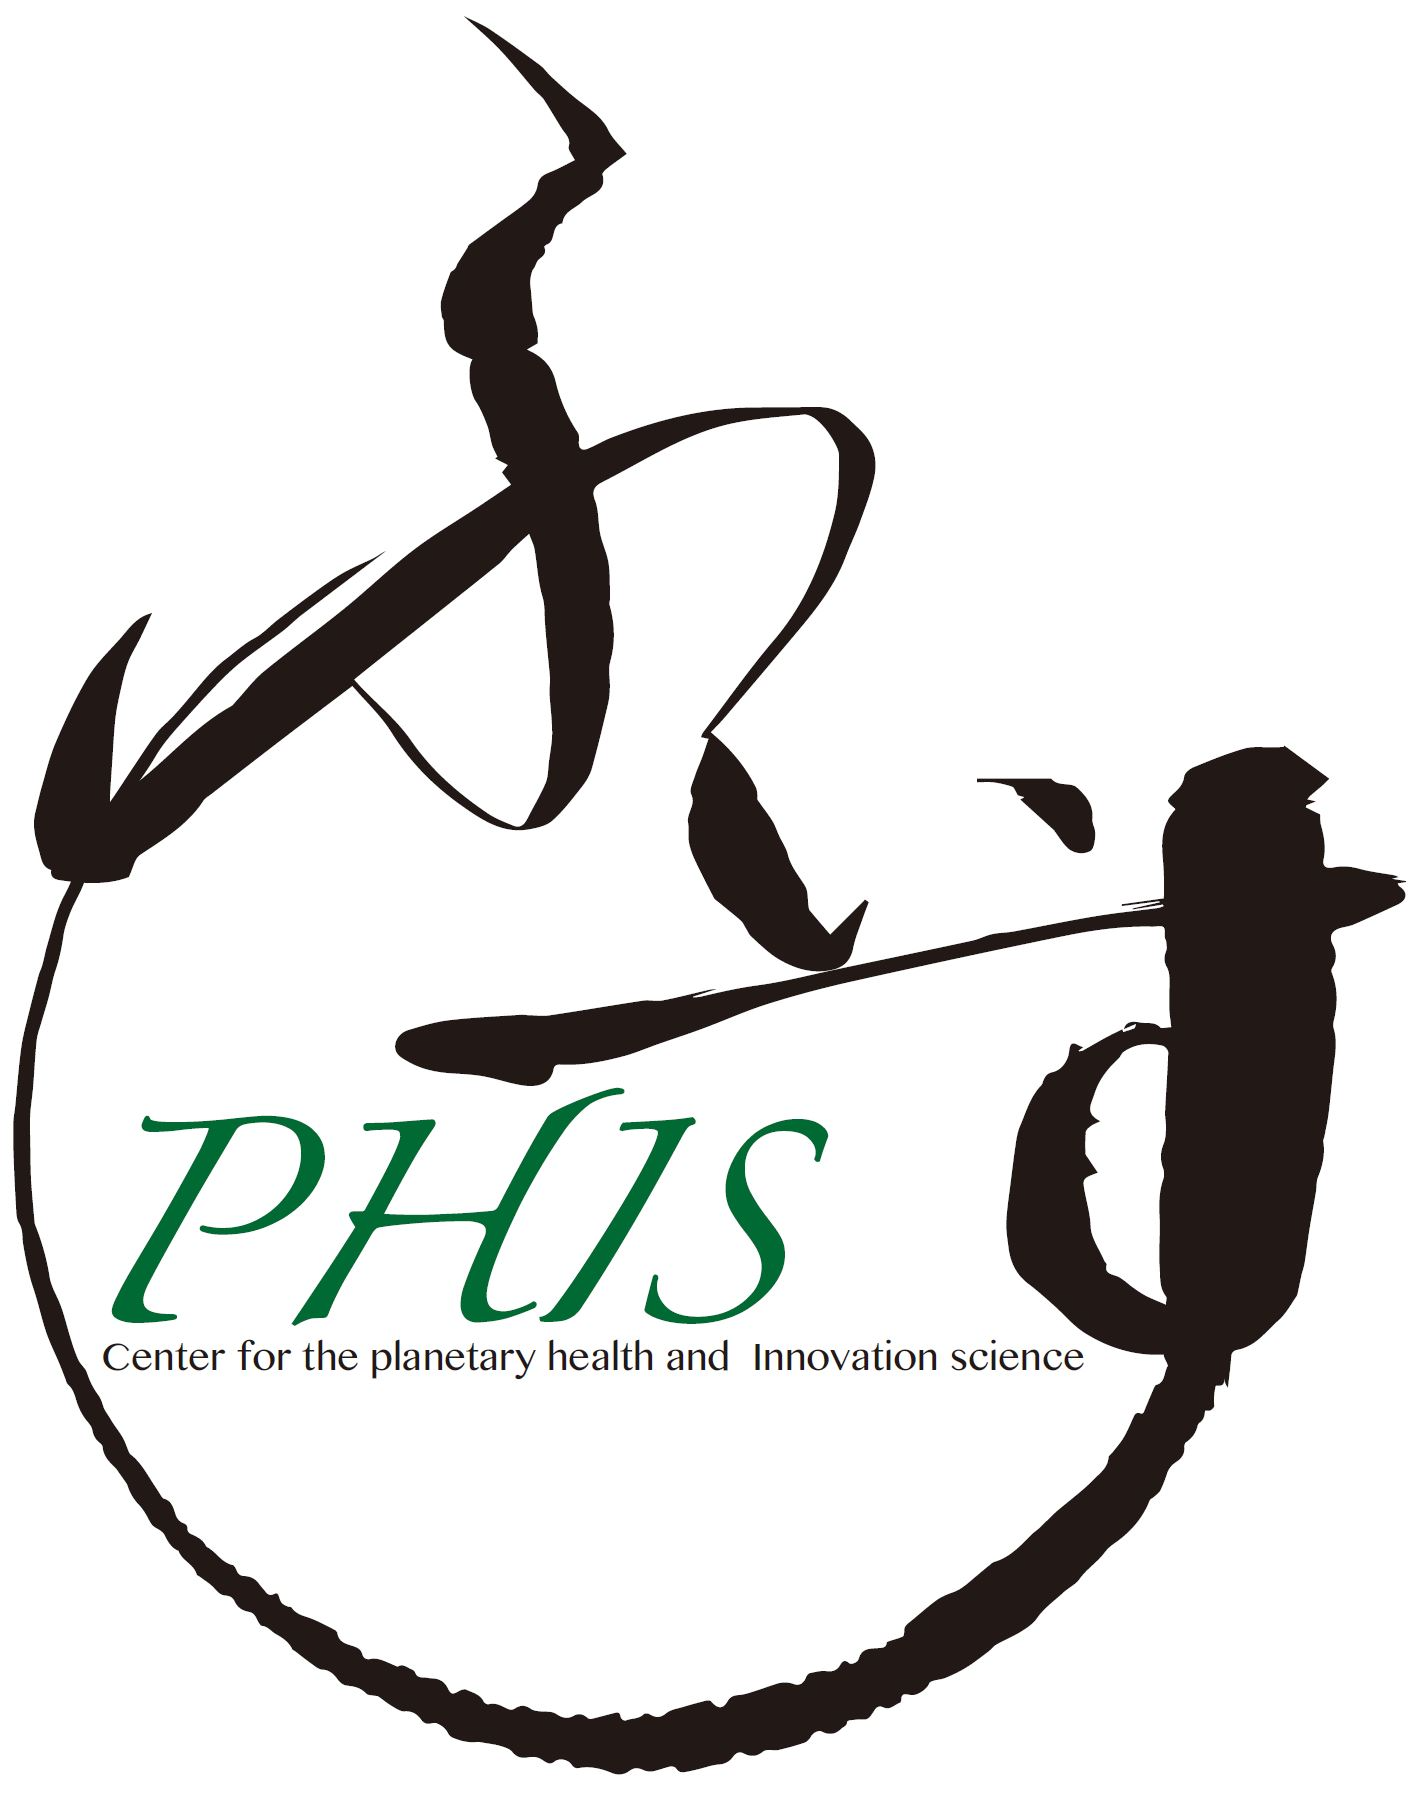 PHIS
Center for the planetary health and Innovation science